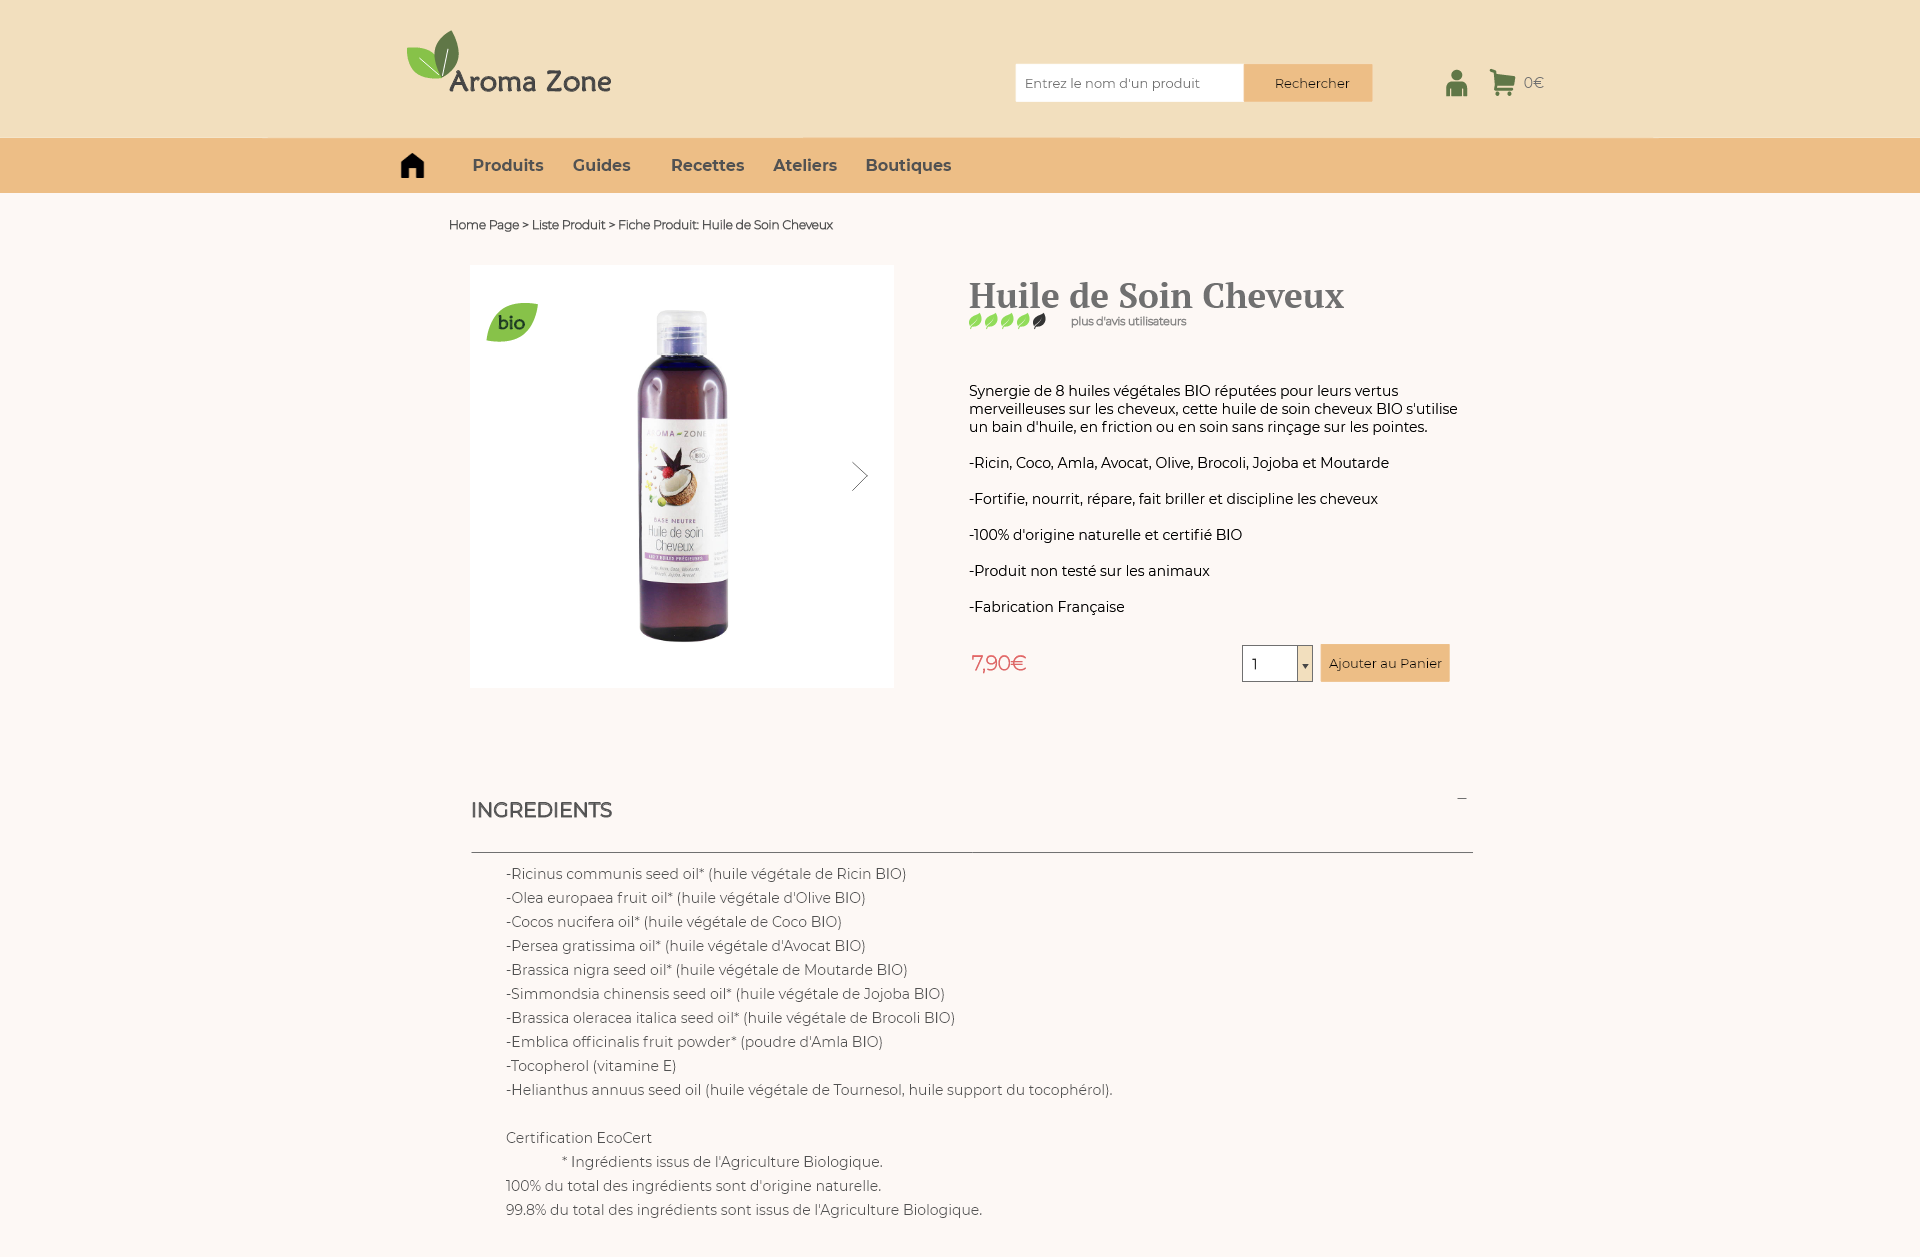 Aroma Zone
Entrez le nom d'un produit
Rechercher
0€
Produits
Guides
Recettes
Ateliers
Boutiques
Home Page > Liste Produit > Fiche Produit: Huile de Soin Cheveux
bio
AROMA ZONE
BIO
BASE NEUTRE
Huile de soin
Cheveux
Huile de Soin Cheveux
plus d'avis utilisateurs
Synergie de 8 huiles végétales BIO réputées pour leurs vertus
merveilleuses sur les cheveux, cette huile de soin cheveux BIO s'utilise
un bain d'huile, en friction ou en soin sans rinçage sur les pointes.
-Ricin, Coco, Amla, Avocat, Olive, Brocoli, Jojoba et Moutarde
-Fortifie, nourrit, répare, fait briller et discipline les cheveux
-100% d'origine naturelle et certifié BIO
-Produit non testé sur les animaux
-Fabrication Française
7,90€
1
Ajouter au Panier
INGREDIENTS
-Ricinus communis seed oil* (huile végétale de Ricin BIO)
-Olea europaea fruit oil* (huile végétale d'Olive BIO)
-Cocos nucifera oil* (huile végétale de Coco BIO)
-Persea gratissima oil* (huile végétale d'Avocat BIO)
-Brassica nigra seed oil* (huile végétale de Moutarde BIO)
-Simmondsia chinensis seed oil* (huile végétale de Jojoba BIO)
-Brassica oleracea italica seed oil* (huile végétale de Brocoli BIO)
-Emblica officinalis fruit powder* (poudre d'Amla BIO)
-Tocopherol (vitamine E)
-Helianthus annuus seed oil (huile végétale de Tournesol, huile support du tocophérol).
Certification EcoCert
* Ingrédients issus de l'Agriculture Biologique.
100% du total des ingrédients sont d'origine naturelle.
99.8% du total des ingrédients sont issus de l'Agriculture Biologique.